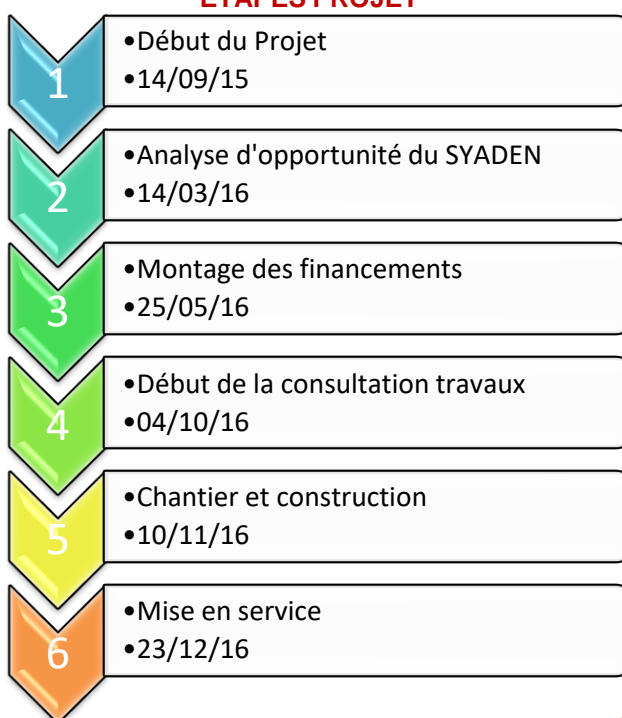 ETAPES PROJET
1
•Début du Projet
•14/09/15
2
•Analyse d'opportunité du SYADEN
•14/03/16
3
•Montage des financements
•25/05/16
4
•Début de la consultation travaux
•04/10/16
5
•Chantier et construction
•10/11/16
6
•Mise en service
•23/12/16